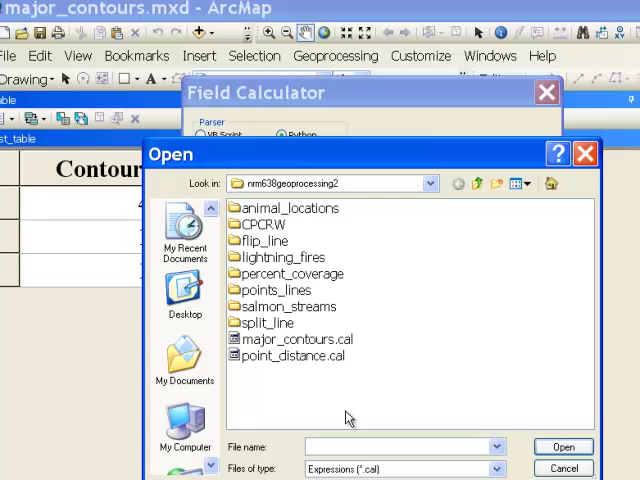 major_contours.mxd - ArcMap
File Edit View Bookmarks Insert Selection Geoprocessing Customize Windows Help
Drawing
Field Calculator
Parser
VB Script Python
Open
Look in: nrm638geoprocessing2
Contour
animal_locations
CPCRW
flip_line
lightning_fires
percent_coverage
points_lines
salmon_streams
split_line
major_contours.cal
point_distance.cal
My Recent
Documents
Desktop
My Documents
My Computer
File name:
Open
Files of type: Expressions (*.cal)
Cancel